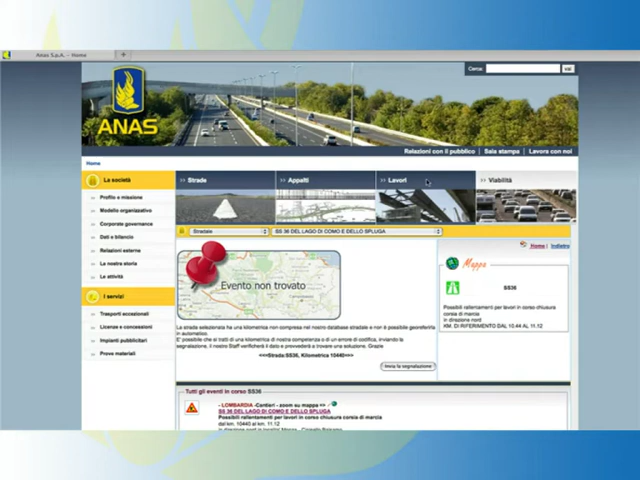 Anas S.p.A. – Home
Cerca:
vai
ANAS
Relazioni con il pubblico | Sala stampa | Lavora con noi
Home
La società
Strade
Appalti
Lavori
Viabilità
Profilo e missione
Modello organizzativo
Corporate governance
Dati e bilancio
Relazioni esterne
La nostra storia
Le attività
I servizi
Trasporti eccezionali
Licenze e concessioni
Impianti pubblicitari
Prove materiali
Stradale
SS 36 DEL LAGO DI COMO E DELLO SPLUGA
Home | Indietro
Evento non trovato
La strada selezionata ha una kilometrica non compresa nel nostro database stradale e non è possibile georeferirla
in automatico.
E' possibile che si tratti di una kilometrica di nostra competenza o di un errore di codifica, inviando la
segnalazione, il nostro Staff verificherà il dato e provvederà a trovare una soluzione. Grazie
<<<Strada:SS36, Kilometrica 10440>>>
Invia la segnalazione
Mappa
SS36
Possibili rallentamenti per lavori in corso chiusura
corsia di marcia
in direzione nord
KM. DI RIFERIMENTO DAL 10.44 AL 11.12
Tutti gli eventi in corso SS36
- LOMBARDIA -Cantieri - zoom su mappa =>
SS 36 DEL LAGO DI COMO E DELLO SPLUGA
Possibili rallentamenti per lavori in corso chiusura corsia di marcia
dal km. 10440 al km. 11.12